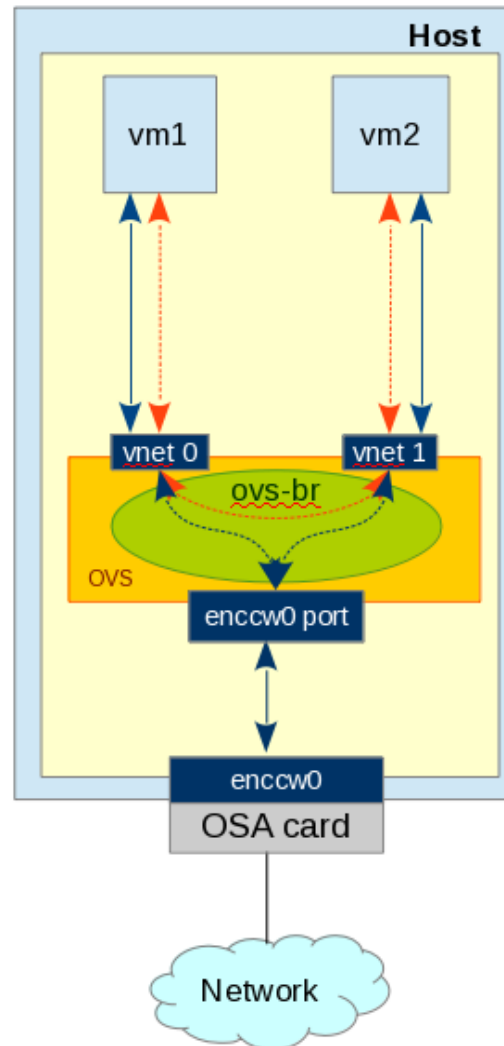 Host
vm1
vm2
vnet 0
vnet 1
ovs-br
OVS
enccw0 port
enccw0
OSA card
Network